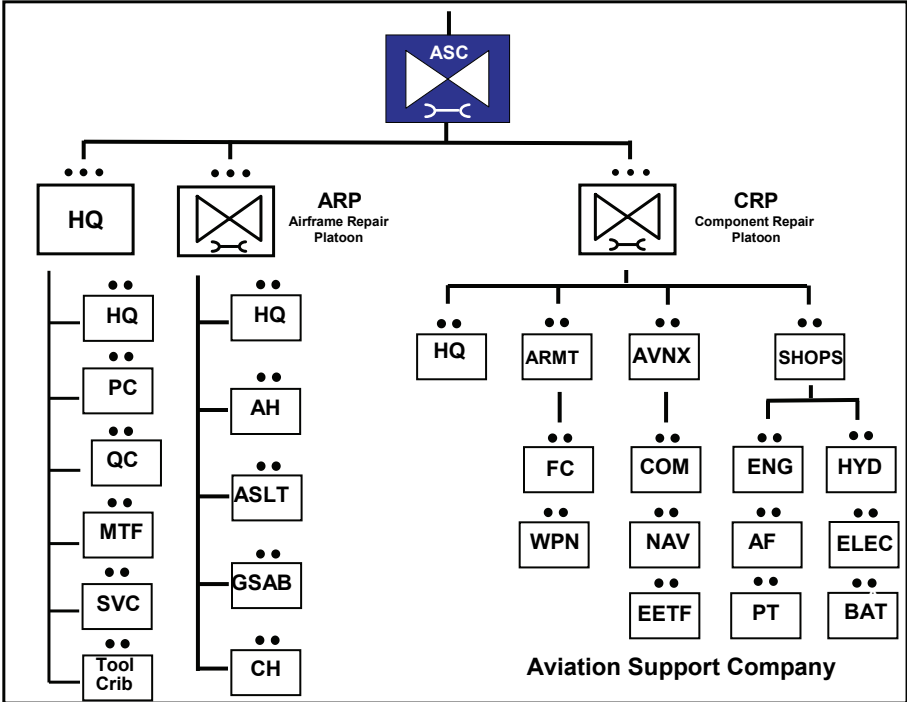 ASC
HQ
ARP
Airframe Repair
Platoon
CRP
Component Repair
Platoon
HQ
PC
QC
MTF
SVC
Tool
Crib
HQ
AH
ASLT
GSAB
CH
HQ
ARMT
AVNX
SHOPS
FC
COM
ENG
HYD
WPN
NAV
AF
ELEC
EETF
PT
BAT
Aviation Support Company